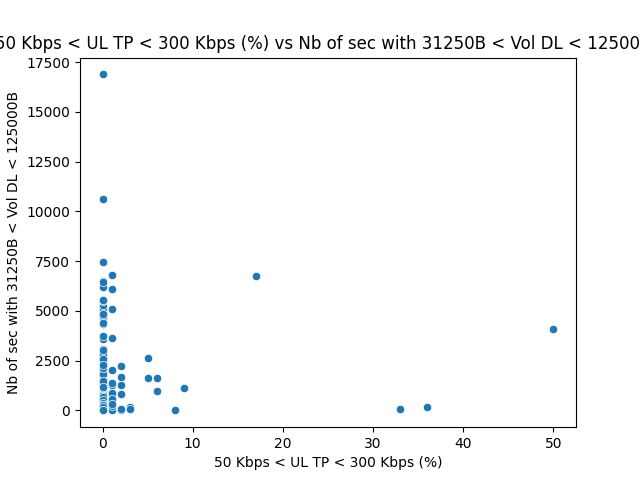 50 Kbps < UL TP < 300 Kbps (%) vs Nb of sec with 31250B < Vol DL < 12500
17500
15000
12500
10000
7500
5000
2500
0
Nb of sec with 31250B < Vol DL < 125000B
0 10 20 30 40 50
50 Kbps < UL TP < 300 Kbps (%)